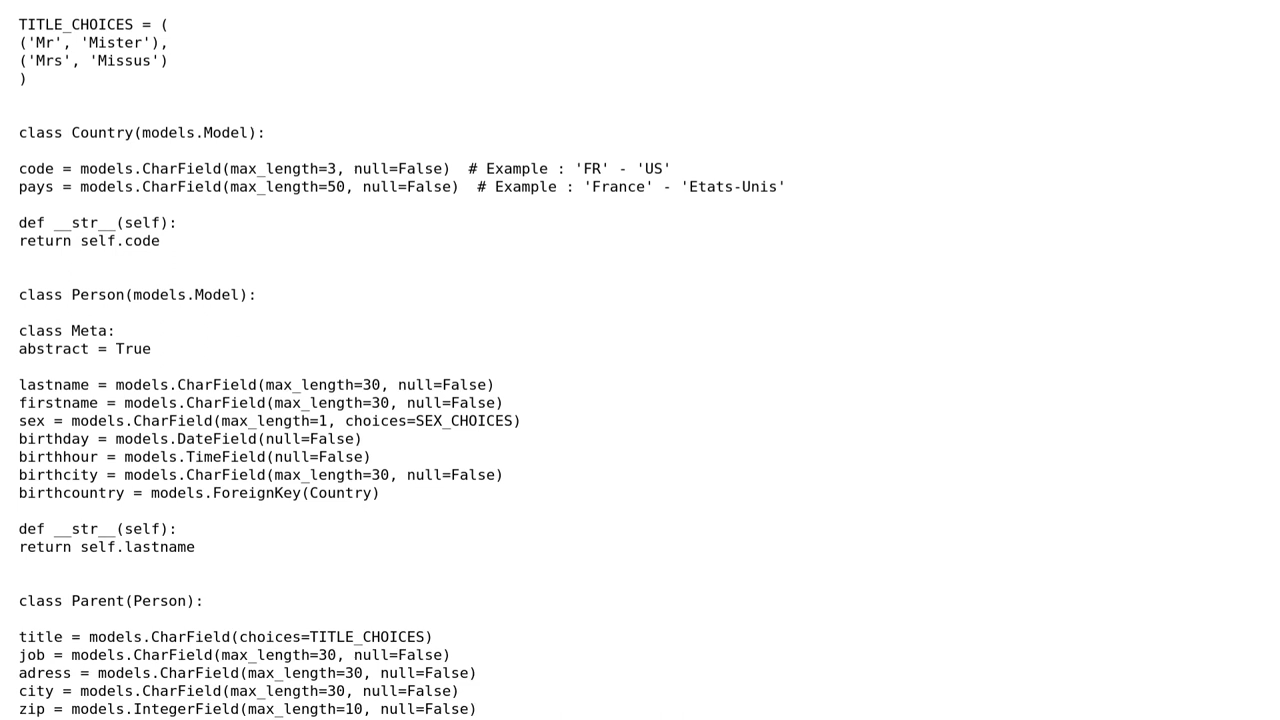 TITLE_CHOICES = (
('Mr', 'Mister'),
('Mrs', 'Missus')
)
class Country(models.Model):
code = models.CharField(max_length=3, null=False)  # Example : 'FR' - 'US'
pays = models.CharField(max_length=50, null=False)  # Example : 'France' - 'Etats-Unis'
def __str__(self):
return self.code
class Person(models.Model):
class Meta:
abstract = True
lastname = models.CharField(max_length=30, null=False)
firstname = models.CharField(max_length=30, null=False)
sex = models.CharField(max_length=1, choices=SEX_CHOICES)
birthday = models.DateField(null=False)
birthhour = models.TimeField(null=False)
birthcity = models.CharField(max_length=30, null=False)
birthcountry = models.ForeignKey(Country)
def __str__(self):
return self.lastname
class Parent(Person):
title = models.CharField(choices=TITLE_CHOICES)
job = models.CharField(max_length=30, null=False)
adress = models.CharField(max_length=30, null=False)
city = models.CharField(max_length=30, null=False)
zip = models.IntegerField(max_length=10, null=False)